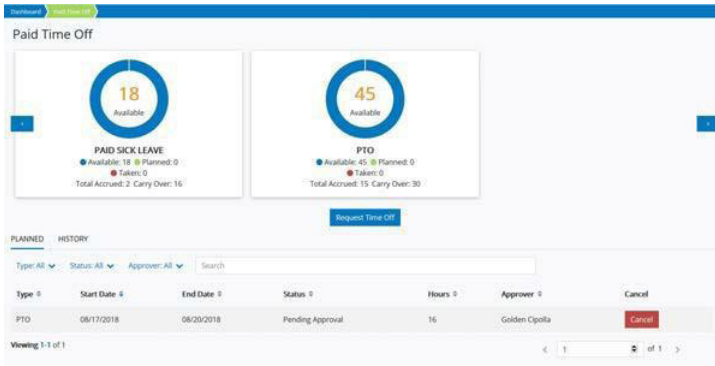 Dashboard Paid Time Off
Paid Time Off
18
Available
PAID SICK LEAVE
Available: 18 Planned: 0
Taken: 0
Total Accrued: 2 Carry Over: 16
45
Available
PTO
Available: 45 Planned: 0
Taken: 0
Total Accrued: 15 Carry Over: 30
Request Time Off
PLANNED HISTORY
Type: All Status: All Approver: All Search
Type Start Date End Date Status Hours Approver Cancel
PTO 08/17/2018 08/20/2018 Pending Approval 16 Golden Cipolla Cancel
Viewing 1-1 of 1
1 of 1